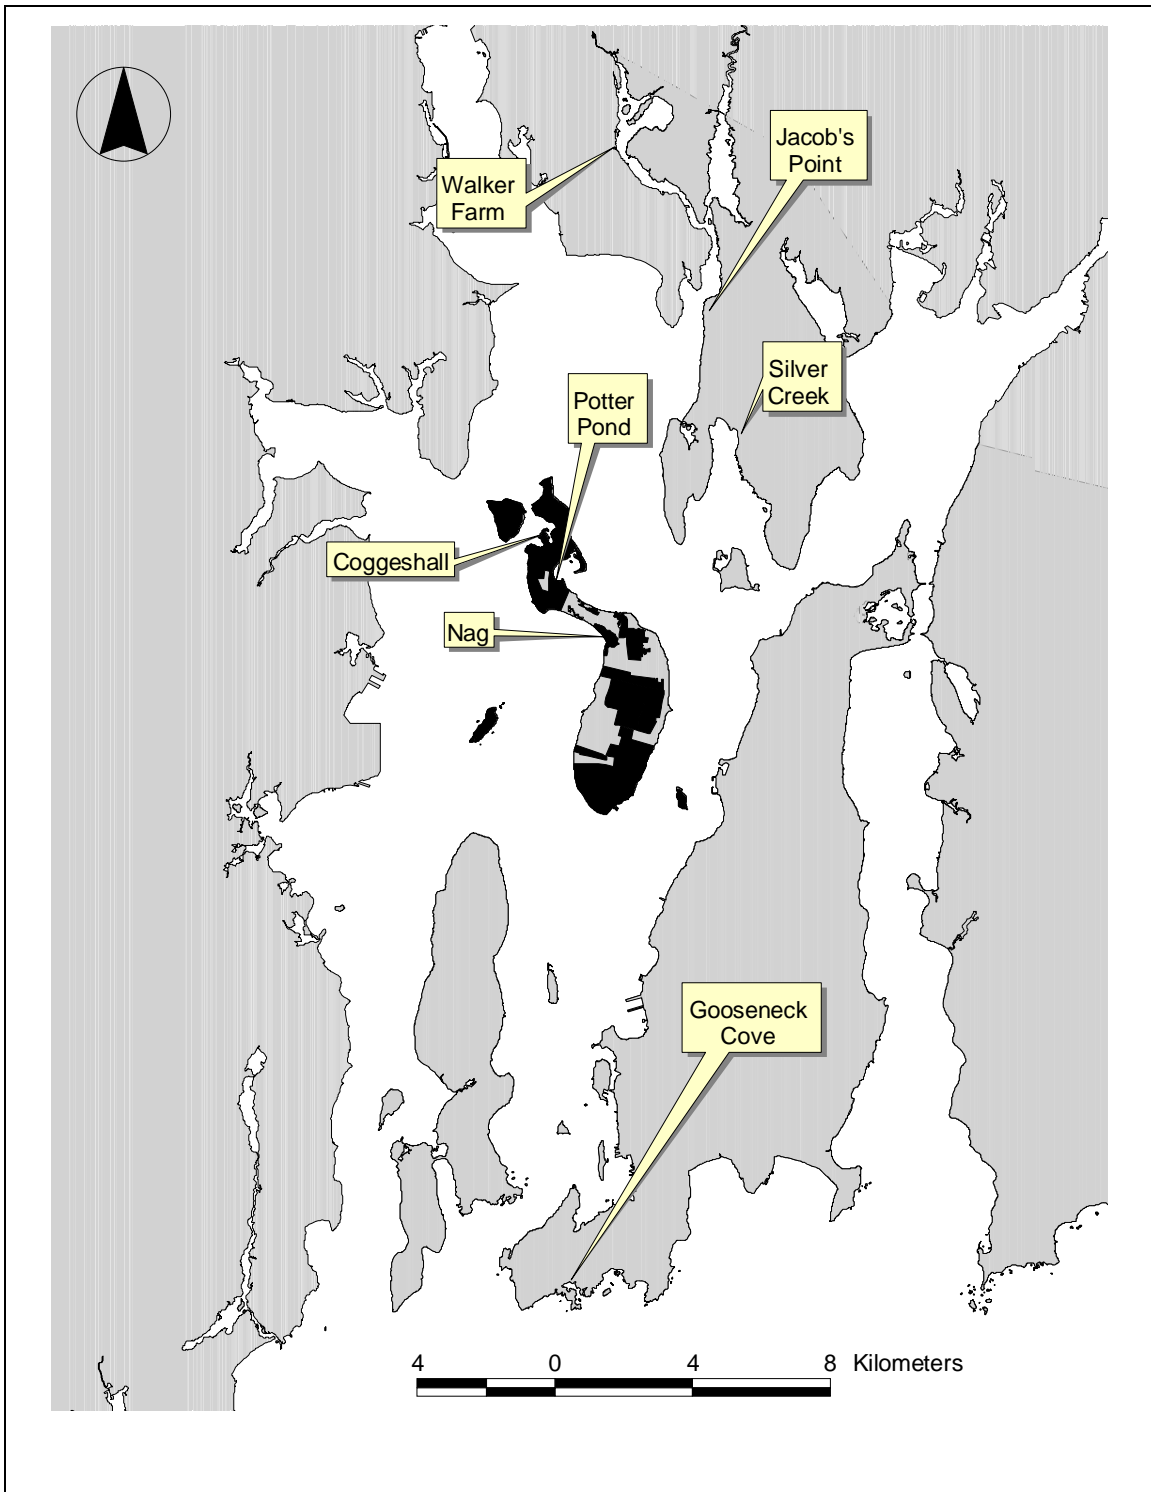 Jacob's
Point
Walker
Farm
Silver
Creek
Potter
Pond
Coggeshall
Nag
Gooseneck
Cove
4 0 4 8 Kilometers